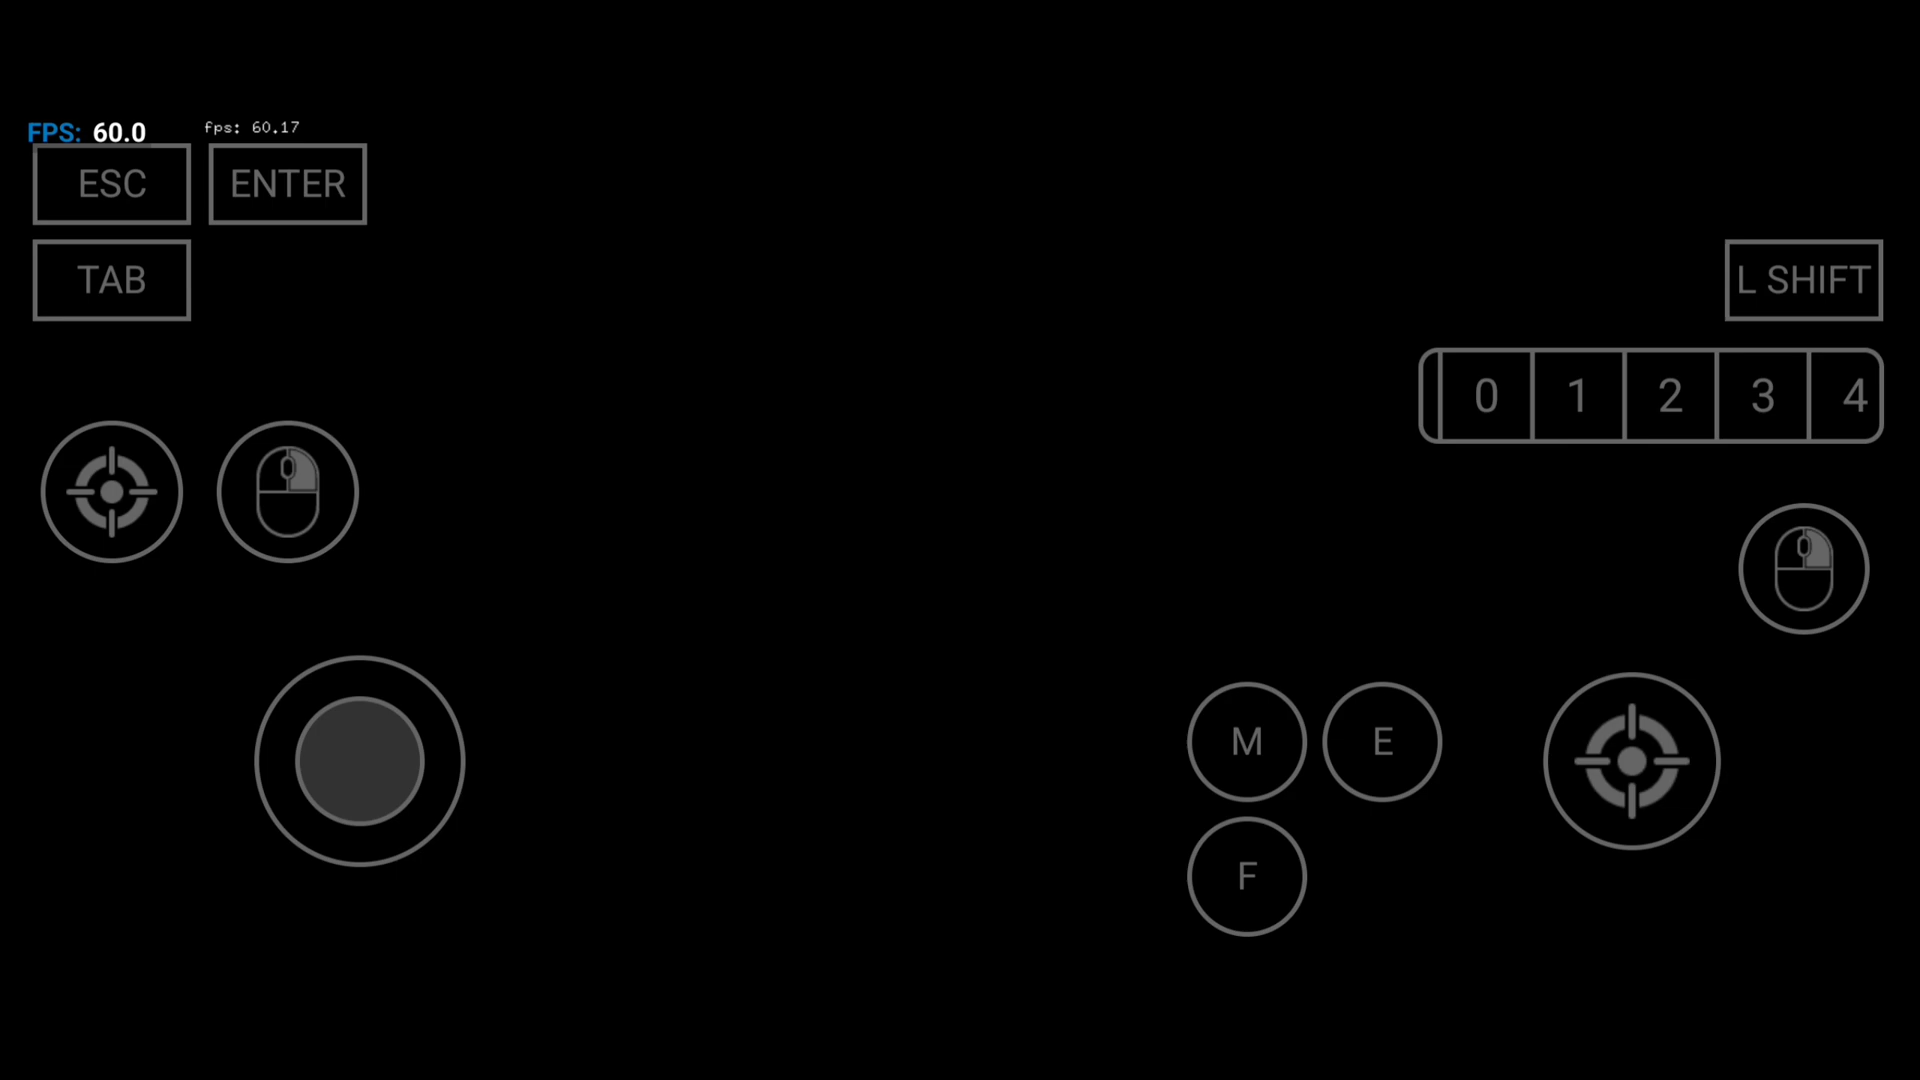 FPS: 60.0 fps: 60.17
ESC ENTER
TAB L SHIFT
0 1 2 3 4
M E
F